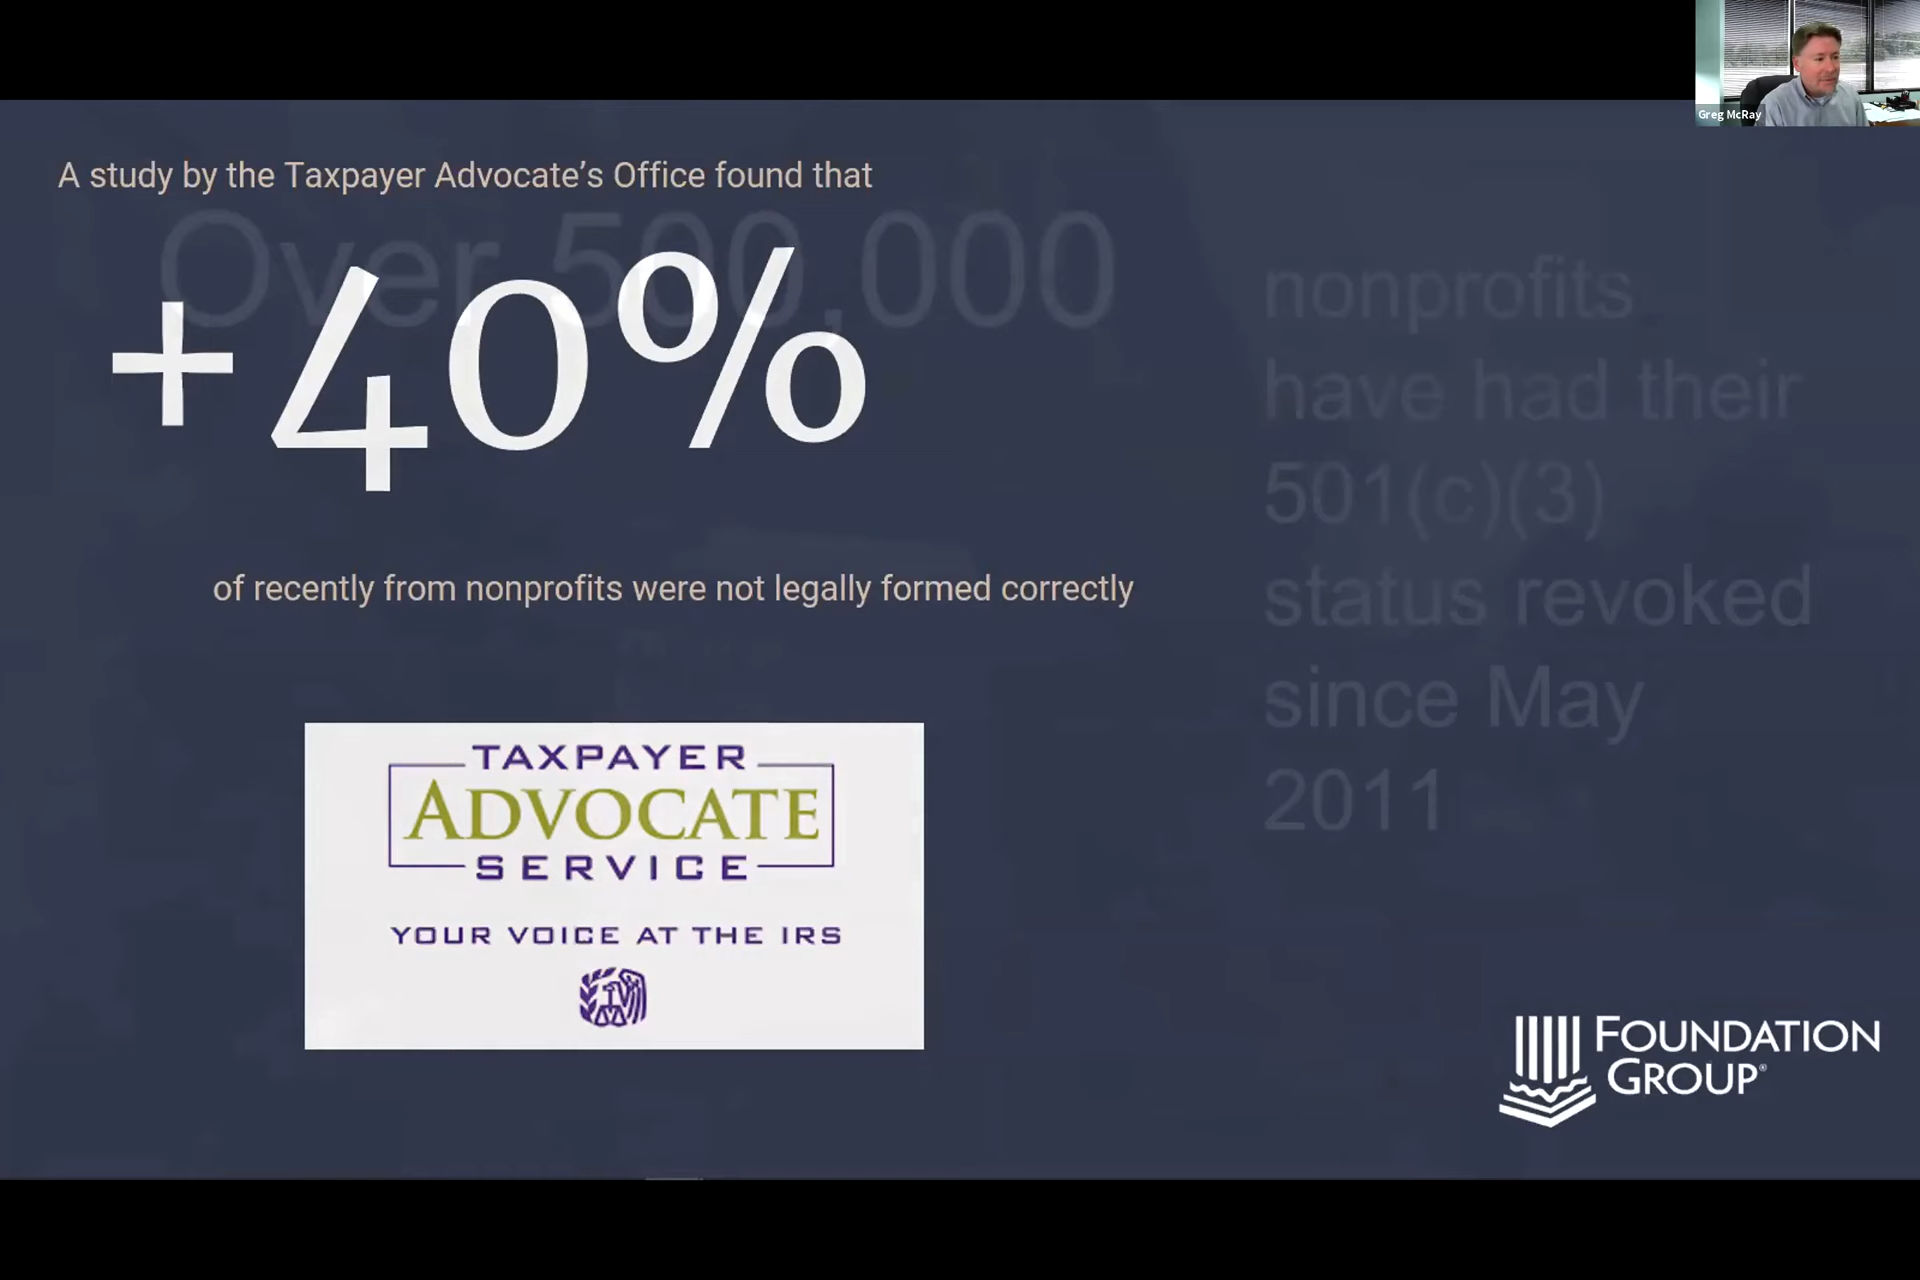 Greg McRay
A study by the Taxpayer Advocate’s Office found that
Over 500,000
+40%
of recently from nonprofits were not legally formed correctly
nonprofits
have had their
501(c)(3)
status revoked
since May
2011
TAXPAYER
ADVOCATE
SERVICE
YOUR VOICE AT THE IRS
FOUNDATION
GROUP®